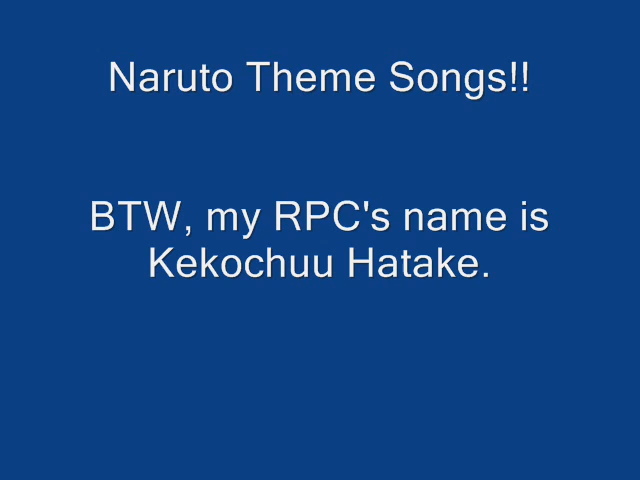 Naruto Theme Songs!!
BTW, my RPC's name is
Kekochuu Hatake.